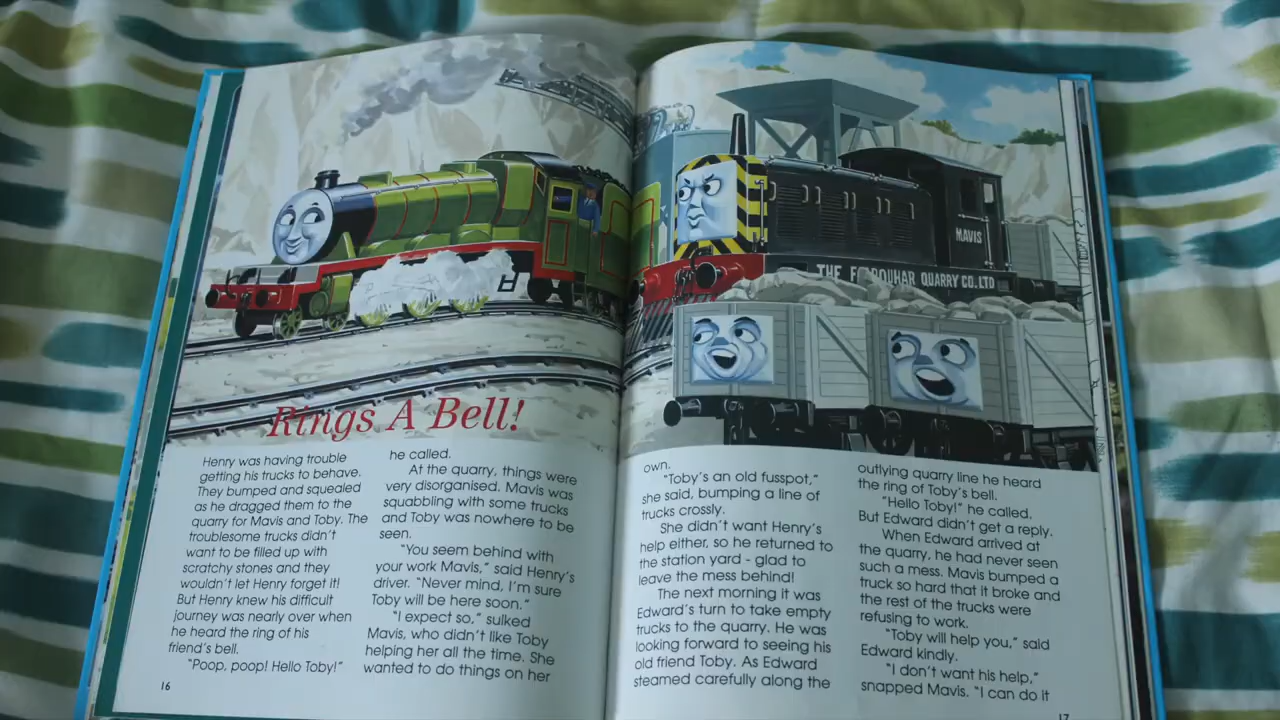 MAVIS
THE FARQUHAR QUARRY CO. LTD
Rings A Bell!
Henry was having trouble
getting his trucks to behave.
They bumped and squealed
as he dragged them to the
quarry for Mavis and Toby. The
troublesome trucks didn't
want to be filled up with
scratchy stones and they
wouldn't let Henry forget it!
But Henry knew his difficult
journey was nearly over when
he heard the ring of his
friend's bell.
"Poop, poop! Hello Toby!"
he called.
At the quarry, things were
very disorganised. Mavis was
squabbling with some trucks
and Toby was nowhere to be
seen.
"You seem behind with
your work Mavis," said Henry's
driver. "Never mind, I'm sure
Toby will be here soon."
"I expect so," sulked
Mavis, who didn't like Toby
helping her all the time. She
wanted to do things on her
16
own.
"Toby's an old fusspot,"
she said, bumping a line of
trucks crossly.
She didn't want Henry's
help either, so he returned to
the station yard - glad to
leave the mess behind!
The next morning it was
Edward's turn to take empty
trucks to the quarry. He was
looking forward to seeing his
old friend Toby. As Edward
steamed carefully along the
outlying quarry line he heard
the ring of Toby's bell.
"Hello Toby!" he called.
But Edward didn't get a reply.
When Edward arrived at
the quarry, he had never seen
such a mess. Mavis bumped a
truck so hard that it broke and
the rest of the trucks were
refusing to work.
"Toby will help you," said
Edward kindly.
"I don't want his help,"
snapped Mavis. "I can do it
17